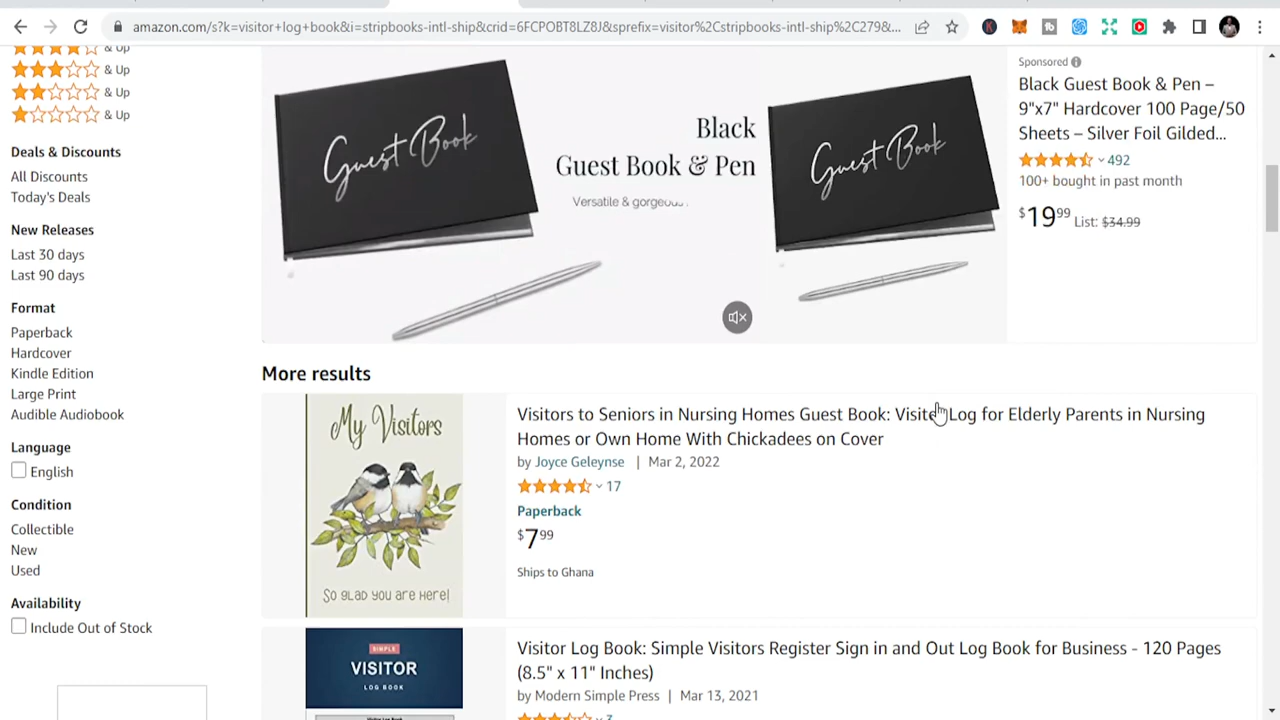 amazon.com/s?k=visitor+log+book&i=stripbooks-intl-ship&crid=6FCPOBT8LZ8J&sprefix=visitor%2Cstripbooks-intl-ship%2C279&...
& Up
& Up
& Up
& Up
Deals & Discounts
All Discounts
Today's Deals
New Releases
Last 30 days
Last 90 days
Format
Paperback
Hardcover
Kindle Edition
Large Print
Audible Audiobook
Language
English
Condition
Collectible
New
Used
Availability
Include Out of Stock
Guest Book
Black
Guest Book & Pen
Versatile & gorgeous.
Guest Book
Sponsored
Black Guest Book & Pen –
9"x7" Hardcover 100 Page/50
Sheets – Silver Foil Gilded...
492
100+ bought in past month
$19⁹⁹ List: $34.99
More results
My Visitors
So glad you are here!
Visitors to Seniors in Nursing Homes Guest Book: Visitor Log for Elderly Parents in Nursing
Homes or Own Home With Chickadees on Cover
by Joyce Geleynse | Mar 2, 2022
17
Paperback
$7⁹⁹
Ships to Ghana
SIMPLE
VISITOR
LOG BOOK
Visitor Log Book
Visitor Log Book: Simple Visitors Register Sign in and Out Log Book for Business - 120 Pages
(8.5" x 11" Inches)
by Modern Simple Press | Mar 13, 2021
3